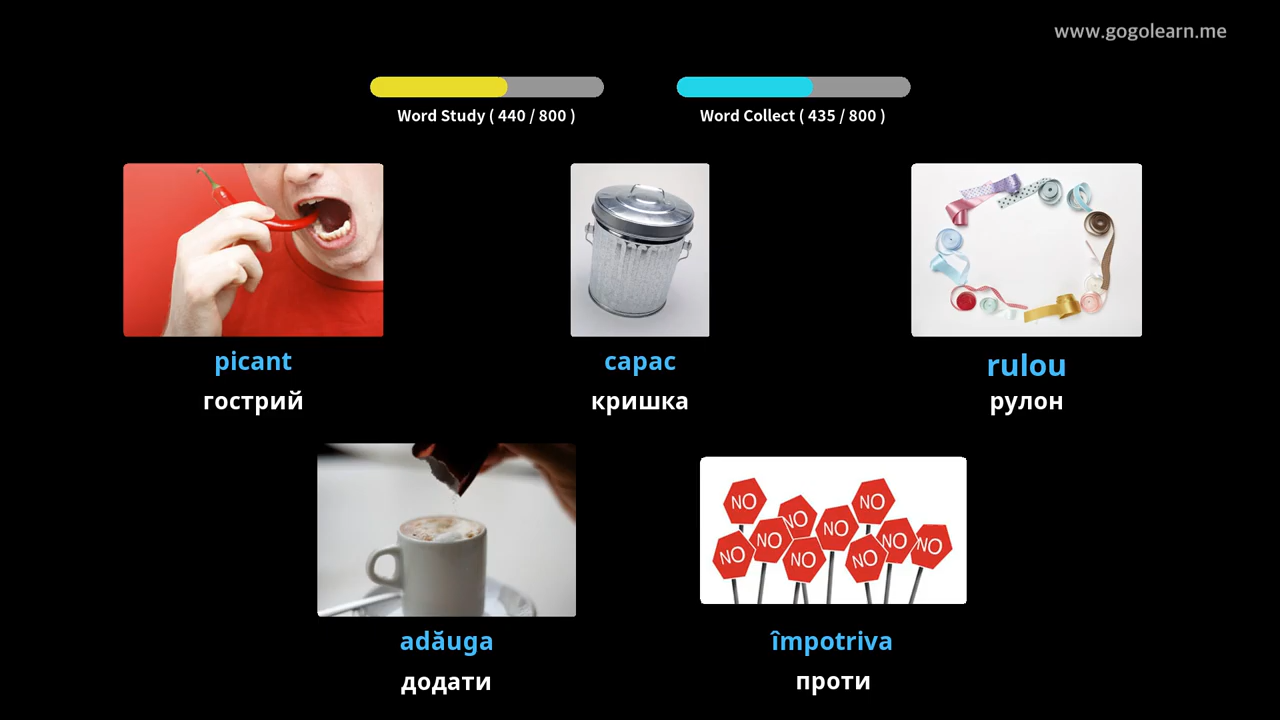 www.gogolearn.me
Word Study ( 440 / 800 )
Word Collect ( 435 / 800 )
picant
capac
rulou
гострий
кришка
рулон
NO
NO
NO
NO
NO
NO
NO
NO
NO
NO
adăuga
împotriva
додати
проти